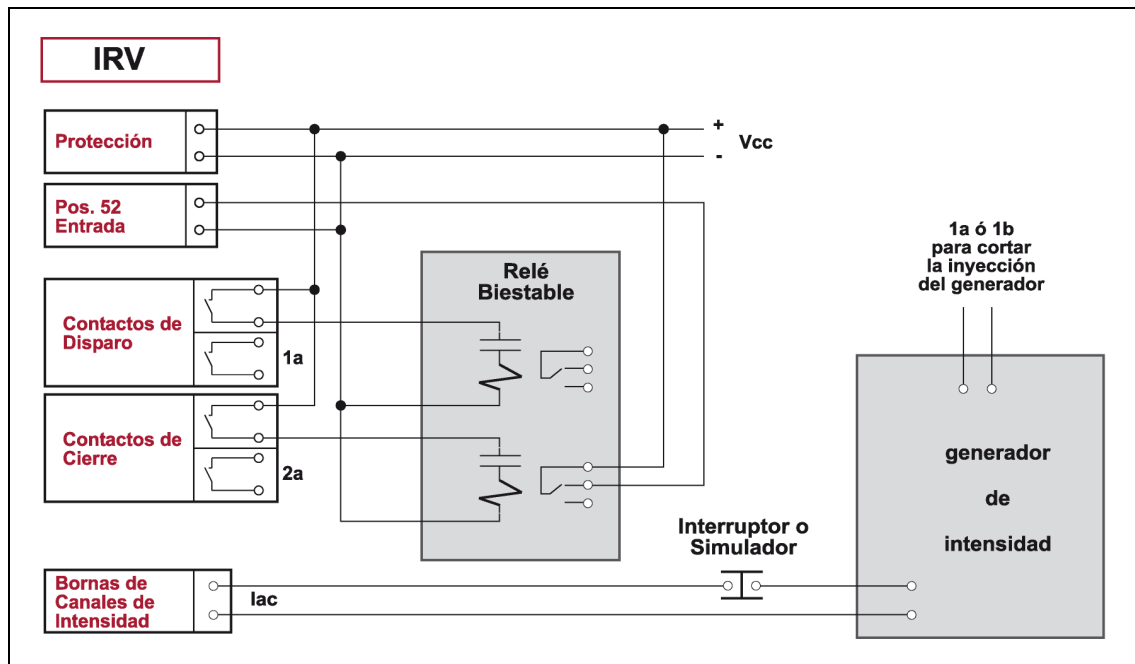 IRV
Protección
+
Vcc
-
Pos. 52
Entrada
1a ó 1b
para cortar
la inyección
del generador
Relé
Biestable
Contactos de
Disparo
1a
Contactos de
Cierre
2a
generador
de
intensidad
Interruptor o
Simulador
Bornas de
Canales de
Intensidad
Iac